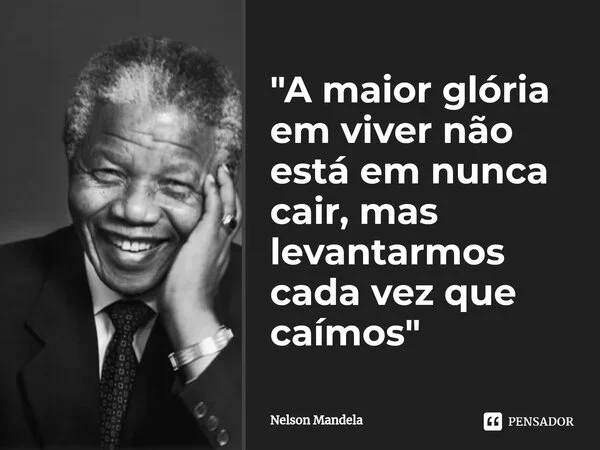 "A maior glória
em viver não
está em nunca
cair, mas
levantarmos
cada vez que
caímos"
Nelson Mandela
PENSADOR